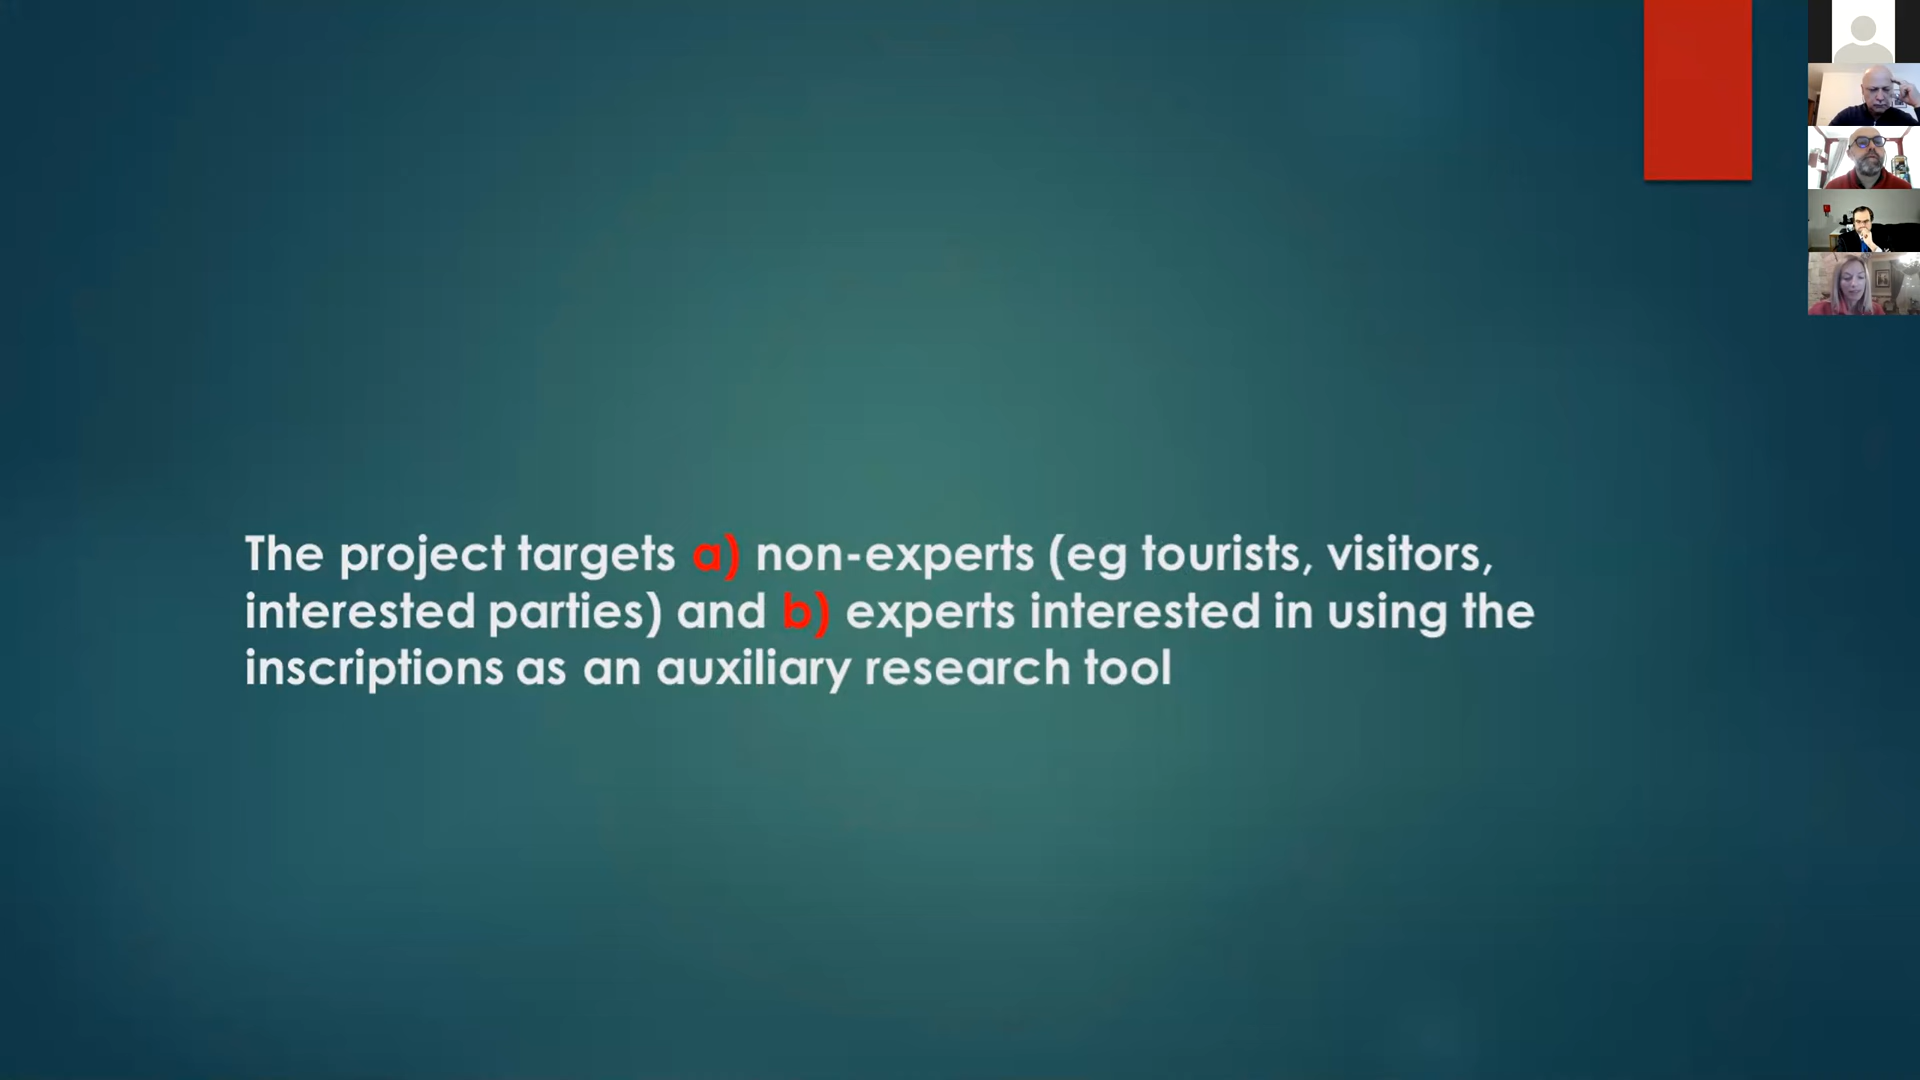 The project targets a) non-experts (eg tourists, visitors,
interested parties) and b) experts interested in using the
inscriptions as an auxiliary research tool